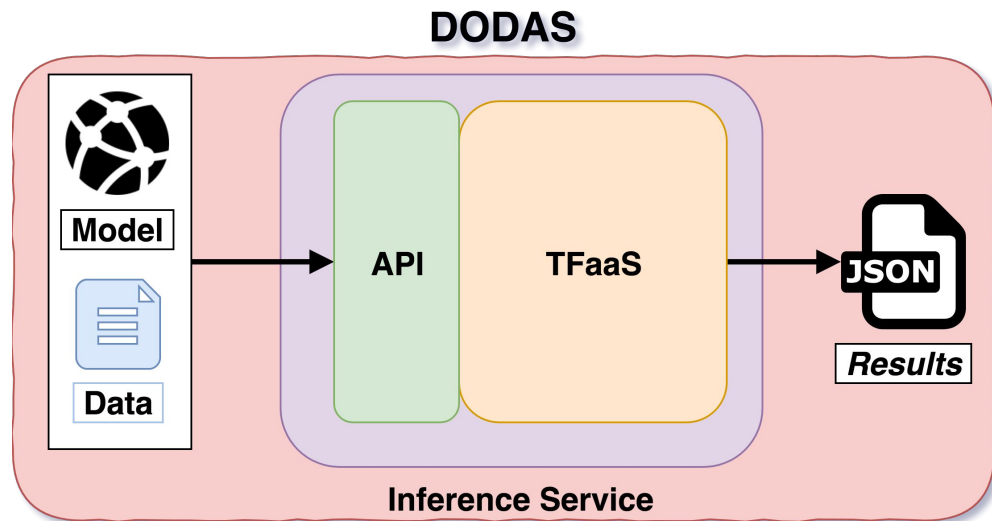 DODAS
Model
Data
API
TFaaS
JSON
Results
Inference Service